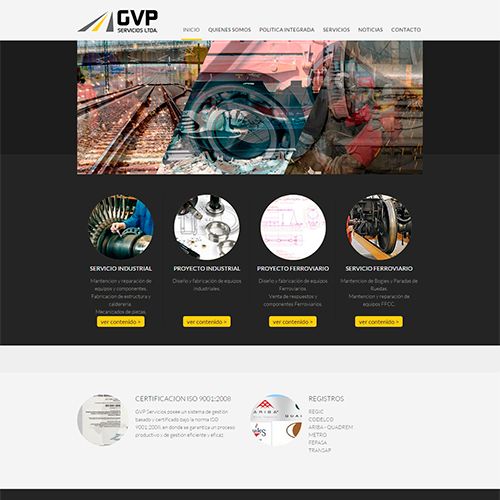 GVP
SERVICIOS LTDA.
INICIO QUIENES SOMOS POLITICA INTEGRADA SERVICIOS NOTICIAS CONTACTO
SERVICIO INDUSTRIAL
Mantencion y reparación de
equipos y componentes.
Fabricacion de estructura y
caldereria.
Mecanizados de piezas.
ver contenido >
PROYECTO INDUSTRIAL
Diseño y fabricación de equipos
industriales.
ver contenido >
PROYECTO FERROVIARIO
Diseño y fabricación de equipos
Ferroviarios.
Venta de respuestos y
componentes Ferroviarios.
ver contenido >
SERVICIO FERROVIARIO
Mantencion de Bogies y Paradas de
Ruedas.
Mantencion y reparación de
equipos FFCC.
ver contenido >
CERTIFICACION ISO 9001:2008
GVP Servicios posee un sistema de gestión
basado y certificado bajo la norma ISO
9001:2008, en donde se garantiza un proceso
productivo y de gestión eficiente y eficaz.
ARIBA
REGISTROS
REGIC
CODELCO
ARIBA - QUADREM
METRO
FEPASA
TRANSAP